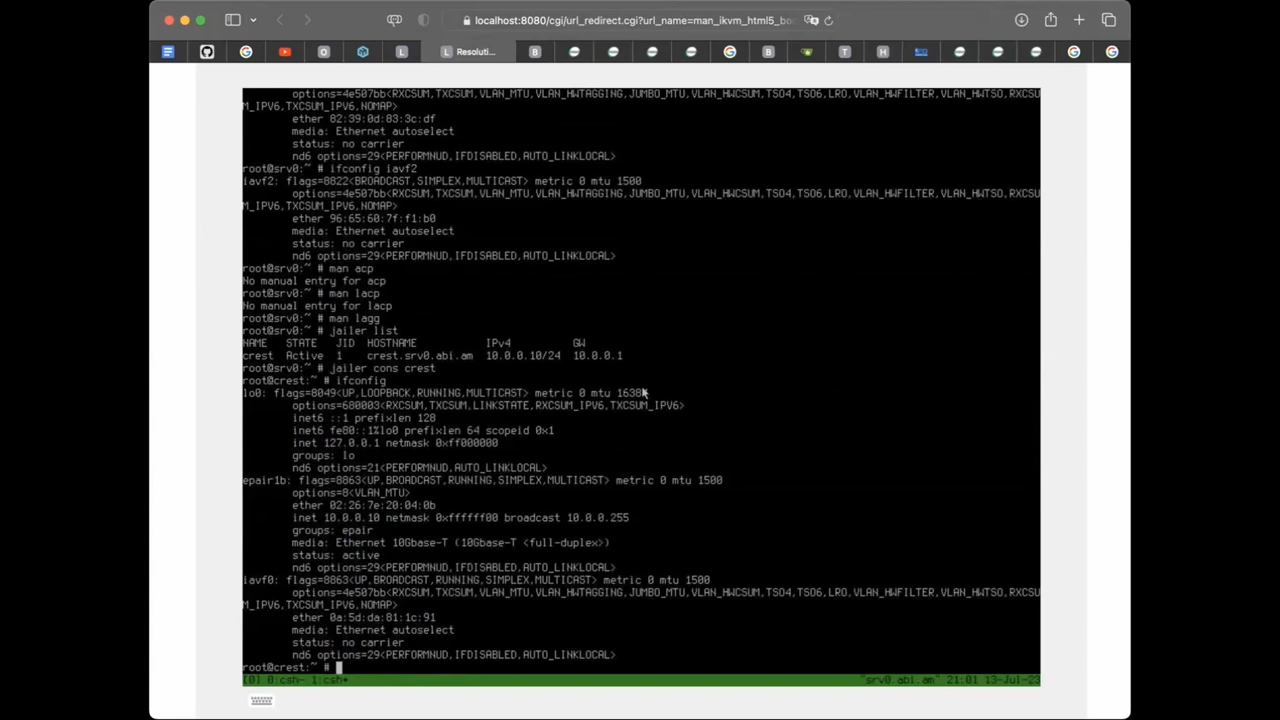 localhost:8080/cgi/url_redirect.cgi?url_name=man_ikvm_html5_bo
L Resoluti...
options=4e507bb<RXCSUM,TXCSUM,VLAN_MTU,VLAN_HWTAGGING,JUMBO_MTU,VLAN_HWCSUM,TSO4,TSO6,LRO,VLAN_HWFILTER,VLAN_HWTSO,RXCSU
M_IPV6,TXCSUM_IPV6,NOMAP>
ether 82:39:0d:83:3c:df
media: Ethernet autoselect
status: no carrier
nd6 options=29<PERFORMNUD,IFDISABLED,AUTO_LINKLOCAL>
root@srv0:~ # ifconfig iavf2
iavf2: flags=8822<BROADCAST,SIMPLEX,MULTICAST> metric 0 mtu 1500
options=4e507bb<RXCSUM,TXCSUM,VLAN_MTU,VLAN_HWTAGGING,JUMBO_MTU,VLAN_HWCSUM,TSO4,TSO6,LRO,VLAN_HWFILTER,VLAN_HWTSO,RXCSU
M_IPV6,TXCSUM_IPV6,NOMAP>
ether 96:65:60:7f:f1:b0
media: Ethernet autoselect
status: no carrier
nd6 options=29<PERFORMNUD,IFDISABLED,AUTO_LINKLOCAL>
root@srv0:~ # man acp
No manual entry for acp
root@srv0:~ # man lacp
No manual entry for lacp
root@srv0:~ # man lagg
root@srv0:~ # jailer list
NAME STATE JID HOSTNAME IPv4 GW
crest Active 1 crest.srv0.abi.am 10.0.0.10/24 10.0.0.1
root@srv0:~ # jailer cons crest
root@crest:~ # ifconfig
lo0: flags=8049<UP,LOOPBACK,RUNNING,MULTICAST> metric 0 mtu 1638
options=680003<RXCSUM,TXCSUM,LINKSTATE,RXCSUM_IPV6,TXCSUM_IPV6>
inet6 ::1 prefixlen 128
inet6 fe80::1%lo0 prefixlen 64 scopeid 0x1
inet 127.0.0.1 netmask 0xff000000
groups: lo
nd6 options=21<PERFORMNUD,AUTO_LINKLOCAL>
epair1b: flags=8863<UP,BROADCAST,RUNNING,SIMPLEX,MULTICAST> metric 0 mtu 1500
options=8<VLAN_MTU>
ether 02:26:7e:20:04:0b
inet 10.0.0.10 netmask 0xffffff00 broadcast 10.0.0.255
groups: epair
media: Ethernet 10Gbase-T (10Gbase-T <full-duplex>)
status: active
nd6 options=29<PERFORMNUD,IFDISABLED,AUTO_LINKLOCAL>
iavf0: flags=8863<UP,BROADCAST,RUNNING,SIMPLEX,MULTICAST> metric 0 mtu 1500
options=4e507bb<RXCSUM,TXCSUM,VLAN_MTU,VLAN_HWTAGGING,JUMBO_MTU,VLAN_HWCSUM,TSO4,TSO6,LRO,VLAN_HWFILTER,VLAN_HWTSO,RXCSU
M_IPV6,TXCSUM_IPV6,NOMAP>
ether 0a:5d:da:81:1c:91
media: Ethernet autoselect
status: no carrier
nd6 options=29<PERFORMNUD,IFDISABLED,AUTO_LINKLOCAL>
root@crest:~ #
[0] 0:csh- 1:csh* "srv0.abi.am" 21:01 13-Jul-23